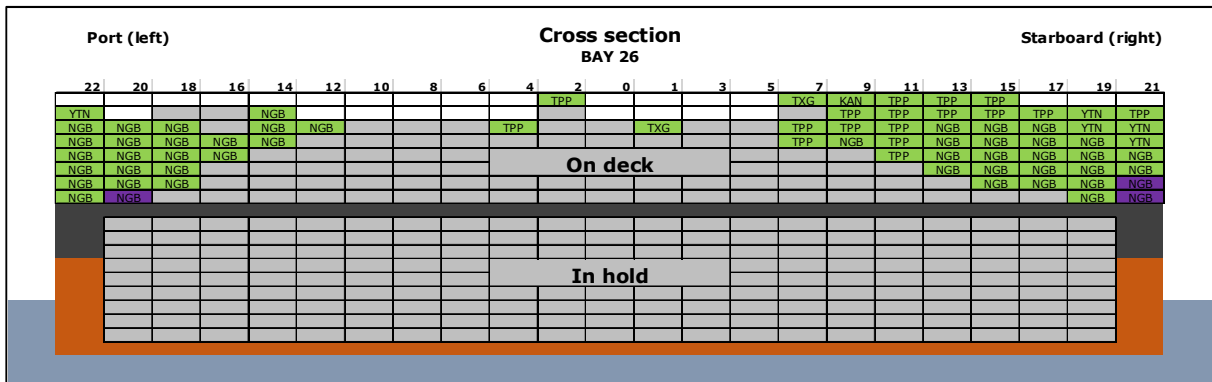 Port (left) Cross section Starboard (right)
BAY 26
22 20 18 16 14 12 10 8 6 4 2 0 1 3 5 7 9 11 13 15 17 19 21
TPP TXG KAN TPP TPP TPP
YTN NGB TPP TPP TPP TPP TPP YTN TPP
NGB NGB NGB NGB NGB TPP TXG TPP TPP TPP NGB NGB NGB YTN YTN
NGB NGB NGB NGB NGB TPP NGB TPP NGB NGB NGB NGB YTN
NGB NGB NGB NGB TPP NGB NGB NGB NGB NGB
On deck
NGB NGB NGB NGB NGB NGB NGB NGB
NGB NGB NGB NGB NGB NGB NGB
NGB NGB NGB NGB
In hold